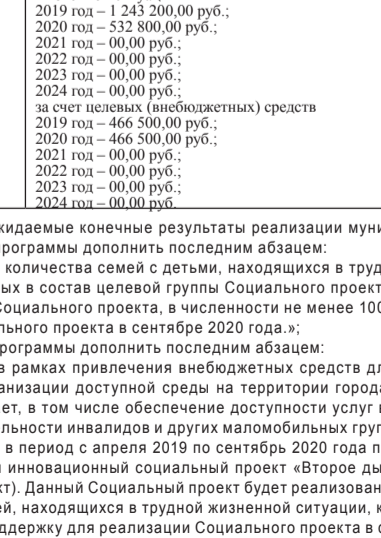 2019 год – 1 243 200,00 руб.;
2020 год – 532 800,00 руб.;
2021 год – 00,00 руб.;
2022 год – 00,00 руб.;
2023 год – 00,00 руб.;
2024 год – 00,00 руб.;
за счет целевых (внебюджетных) средств
2019 год – 466 500,00 руб.;
2020 год – 466 500,00 руб.;
2021 год – 00,00 руб.;
2022 год – 00,00 руб.;
2023 год – 00,00 руб.;
2024 год – 00,00 руб.
жидаемые конечные результаты реализации муни
программы дополнить последним абзацем:
количества семей с детьми, находящихся в труд
ых в состав целевой группы Социального проект
Социального проекта, в численности не менее 100
льного проекта в сентябре 2020 года.»;
рограммы дополнить последним абзацем:
в рамках привлечения внебюджетных средств дл
анизации доступной среды на территории города
ет, в том числе обеспечение доступности услуг в
льности инвалидов и других маломобильных груп
в период с апреля 2019 по сентябрь 2020 года п
инновационный социальный проект «Второе ды
кт). Данный Социальный проект будет реализован
ей, находящихся в трудной жизненной ситуации, к
ддержку для реализации Социального проекта в с